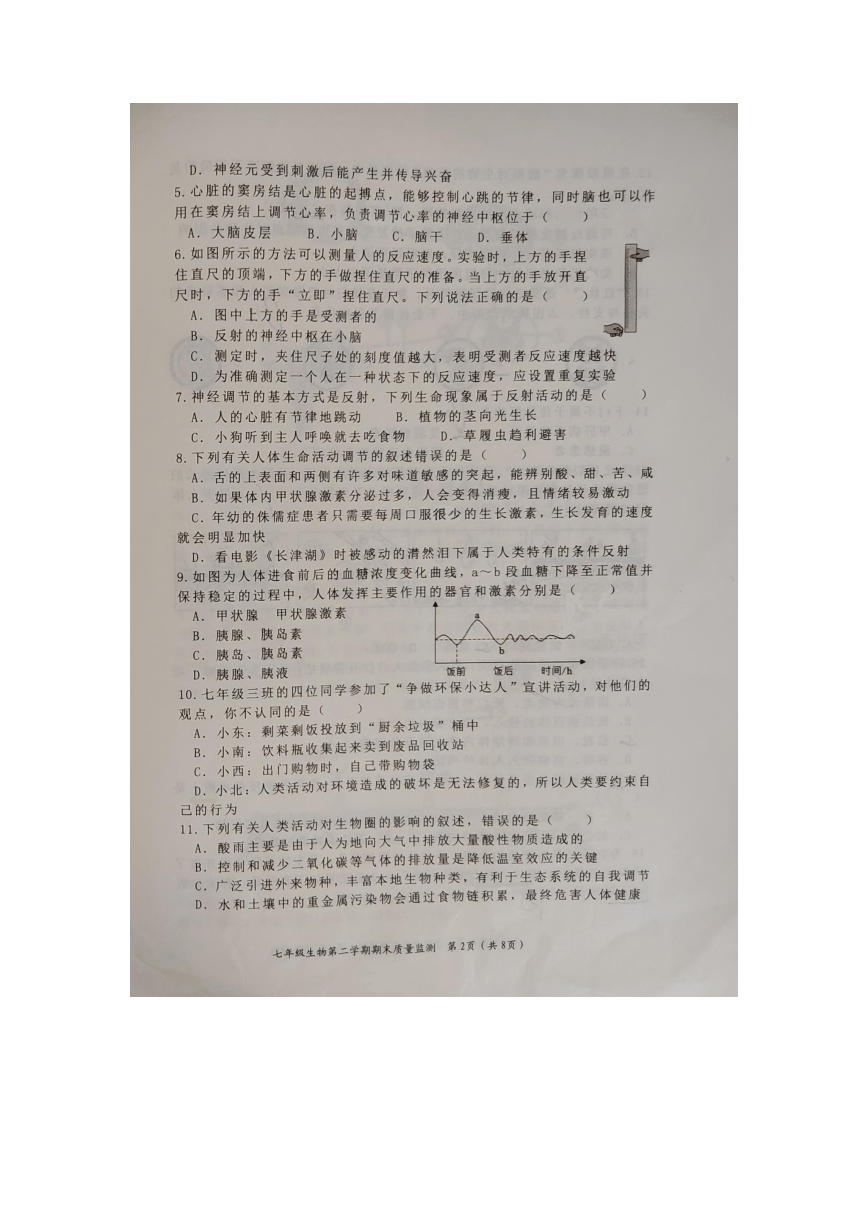 D. 神经元受到刺激后能产生并传导兴奋
5. 心脏的窦房结是心脏的起搏点，能够控制心跳的节律，同时脑也可以作
用在窦房结上调节心率，负责调节心率的神经中枢位于（　　）
A. 大脑皮层　　B. 小脑　　C. 脑干　　D. 垂体
6. 如图所示的方法可以测量人的反应速度。实验时，上方的手捏
住直尺的顶端，下方的手做捏住直尺的准备。当上方的手放开直
尺时，下方的手“立即”捏住直尺。下列说法正确的是（　　）
A. 图中上方的手是受测者的
B. 反射的神经中枢在小脑
C. 测定时，夹住尺子处的刻度值越大，表明受测者反应速度越快
D. 为准确测定一个人在一种状态下的反应速度，应设置重复实验
7. 神经调节的基本方式是反射，下列生命现象属于反射活动的是（　　）
A. 人的心脏有节律地跳动　　B. 植物的茎向光生长
C. 小狗听到主人呼唤就去吃食物　　D. 草履虫趋利避害
8. 下列有关人体生命活动调节的叙述错误的是（　　）
A. 舌的上表面和两侧有许多对味道敏感的突起，能辨别酸、甜、苦、咸
B. 如果体内甲状腺激素分泌过多，人会变得消瘦，且情绪较易激动
C. 年幼的侏儒症患者只需要每周口服很少的生长激素，生长发育的速度
就会明显加快
D. 看电影《长津湖》时被感动的潸然泪下属于人类特有的条件反射
9. 如图为人体进食前后的血糖浓度变化曲线，a～b 段血糖下降至正常值并
保持稳定的过程中，人体发挥主要作用的器官和激素分别是（　　）
A. 甲状腺　甲状腺激素
B. 胰腺、胰岛素
C. 胰岛、胰岛素
D. 胰腺、胰液
a
b
饭前　饭后　时间/h
10. 七年级三班的四位同学参加了“争做环保小达人”宣讲活动，对他们的
观点，你不认同的是（　　）
A. 小东：剩菜剩饭投放到“厨余垃圾”桶中
B. 小南：饮料瓶收集起来卖到废品回收站
C. 小西：出门购物时，自己带购物袋
D. 小北：人类活动对环境造成的破坏是无法修复的，所以人类要约束自
己的行为
11. 下列有关人类活动对生物圈的影响的叙述，错误的是（　　）
A. 酸雨主要是由于人为地向大气中排放大量酸性物质造成的
B. 控制和减少二氧化碳等气体的排放量是降低温室效应的关键
C. 广泛引进外来物种，丰富本地生物种类，有利于生态系统的自我调节
D. 水和土壤中的重金属污染物会通过食物链积累，最终危害人体健康
七年级生物第二学期期末质量监测　第2页（共8页）